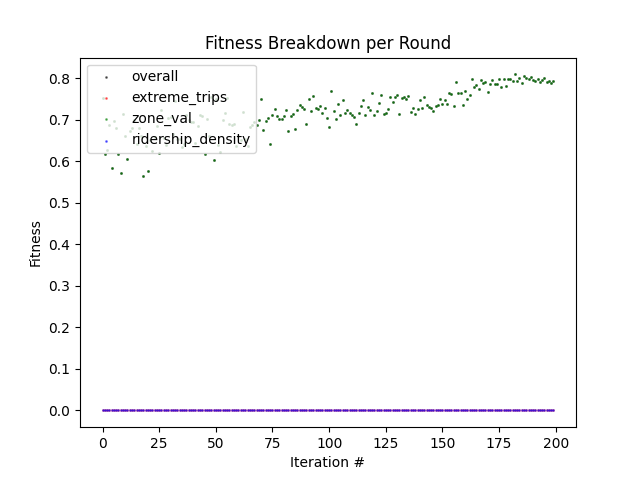 Fitness Breakdown per Round
overall
extreme_trips
zone_val
ridership_density
Fitness
0.8
0.7
0.6
0.5
0.4
0.3
0.2
0.1
0.0
0 25 50 75 100 125 150 175 200
Iteration #